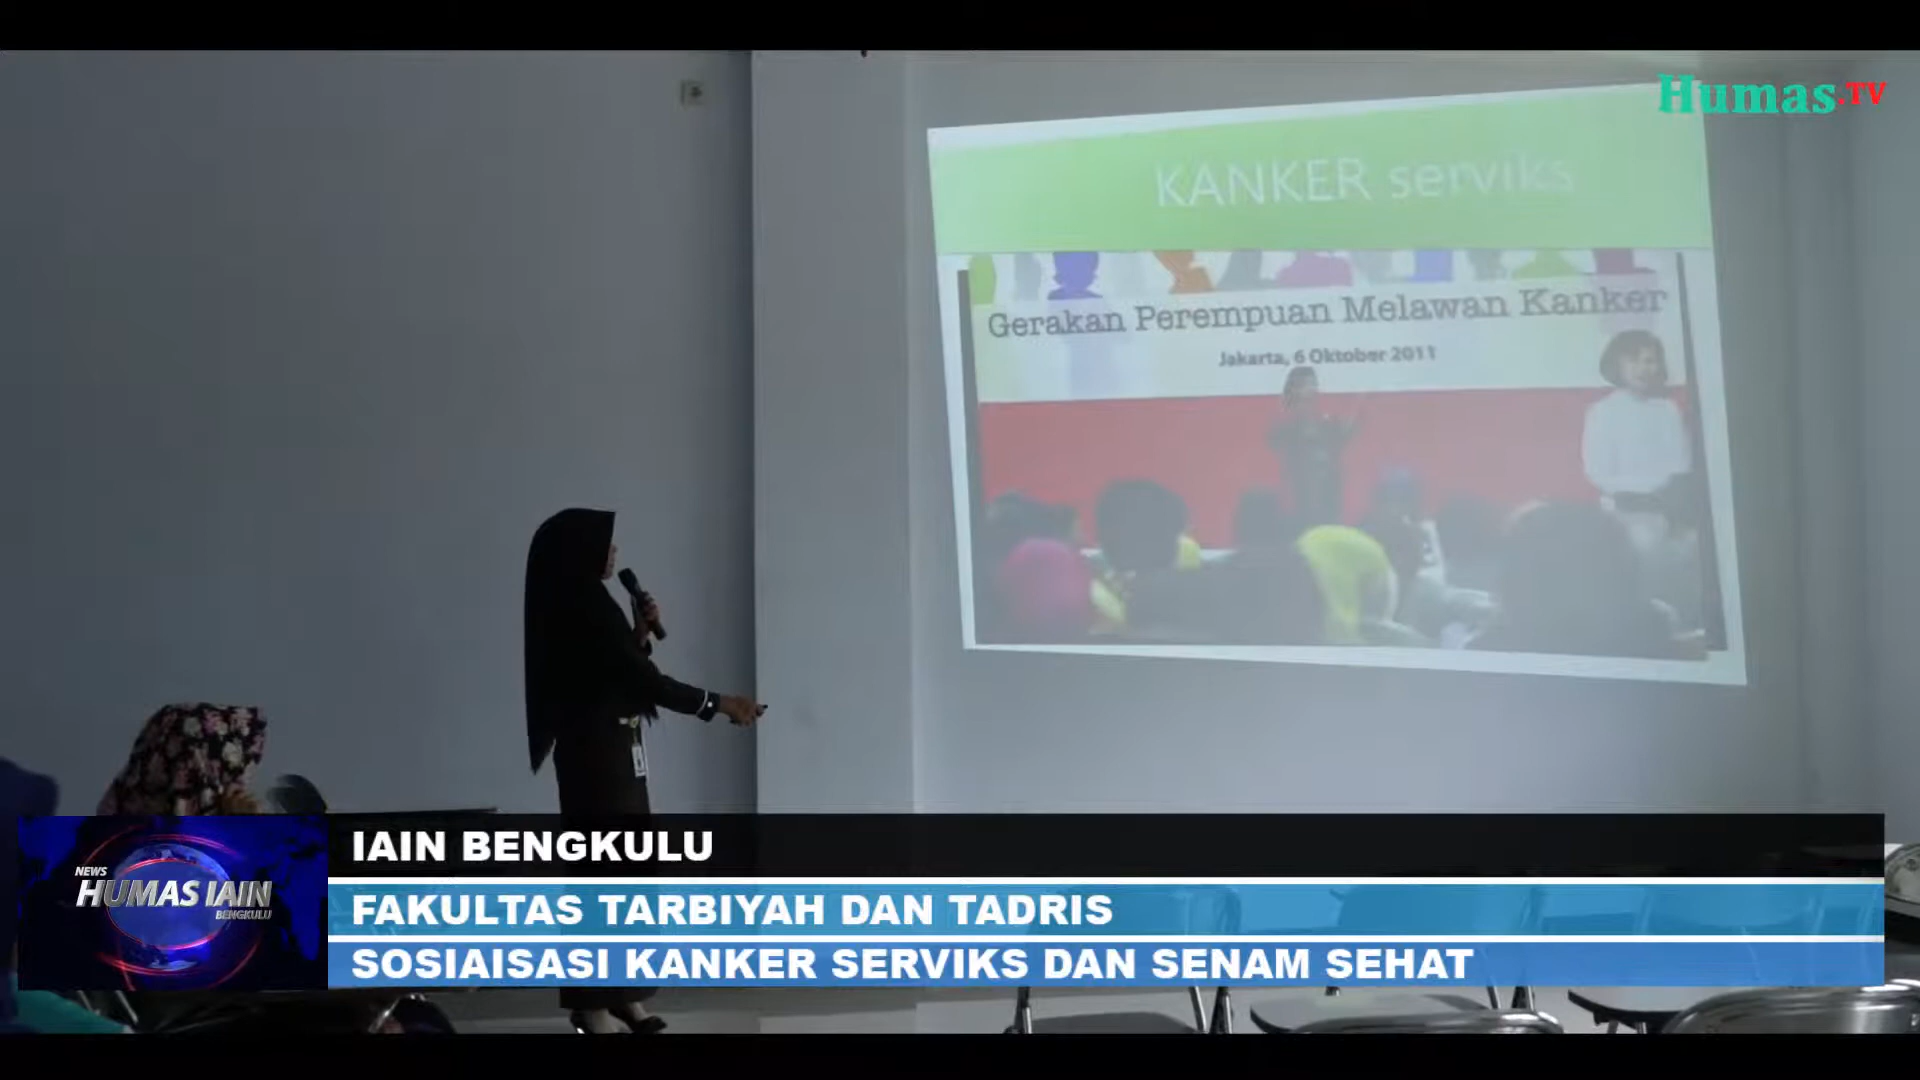 Humas.TV
KANKER serviks
Gerakan Perempuan Melawan Kanker
Jakarta, 6 Oktober 2011
IAIN BENGKULU
NEWS
HUMAS IAIN
BENGKULU
FAKULTAS TARBIYAH DAN TADRIS
SOSIAISASI KANKER SERVIKS DAN SENAM SEHAT